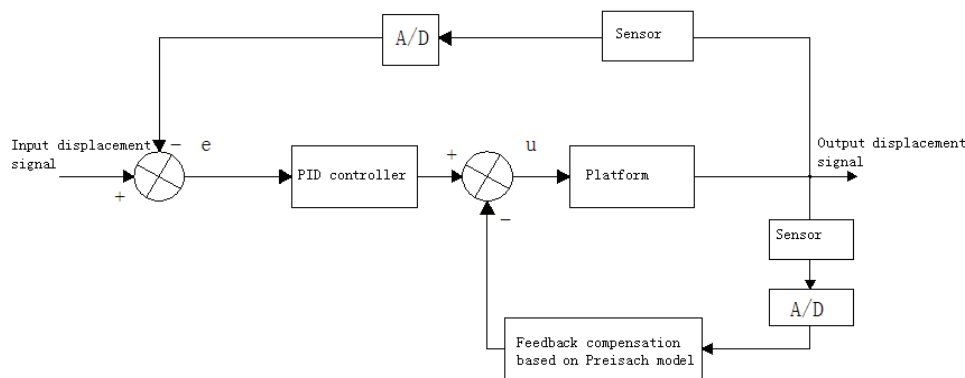 A/D
Sensor
Input displacement
signal
− e
+
PID controller
+
u
−
Platform
Output displacement
signal
Sensor
A/D
Feedback compensation
based on Preisach model